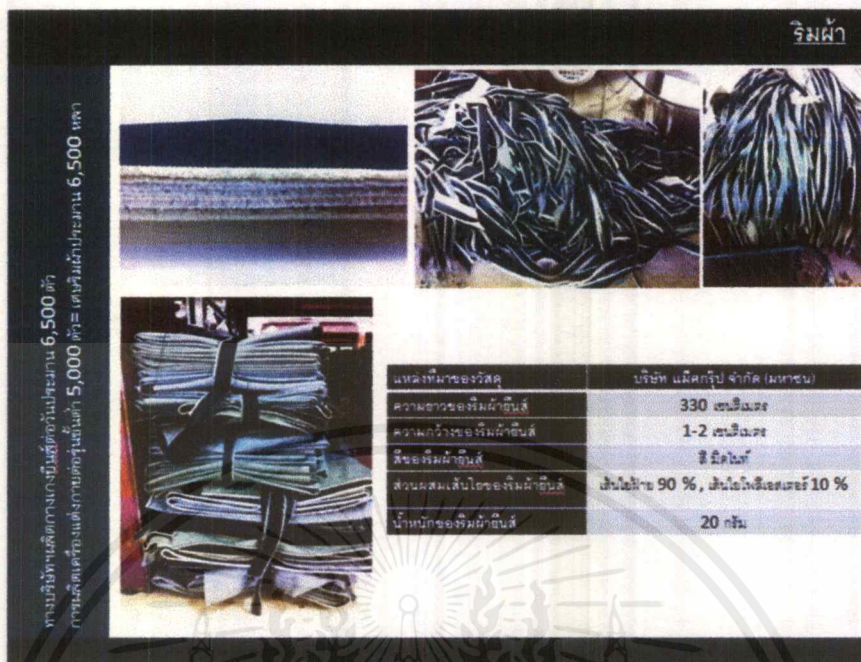 ริมผ้า
ทางบริษัทฯผลิตกางเกงยีนส์ต่อวันประมาณ 6,500 ตัว
การผลิตเครื่องแต่งกายต่อรุ่นขั้นต่ำ 5,000 ตัว = เศษริมผ้าประมาณ 6,500 หลา
แหล่งที่มาของวัสดุ บริษัท แม็คกรุ๊ป จำกัด (มหาชน)
ความยาวของริมผ้ายีนส์ 330 เซนติเมตร
ความกว้างของริมผ้ายีนส์ 1-2 เซนติเมตร
สีของริมผ้ายีนส์ สี มิดไนท์
ส่วนผสมเส้นใยของริมผ้ายีนส์ เส้นใยฝ้าย 90 % , เส้นใยโพลีเอสเตอร์ 10 %
น้ำหนักของริมผ้ายีนส์ 20 กรัม